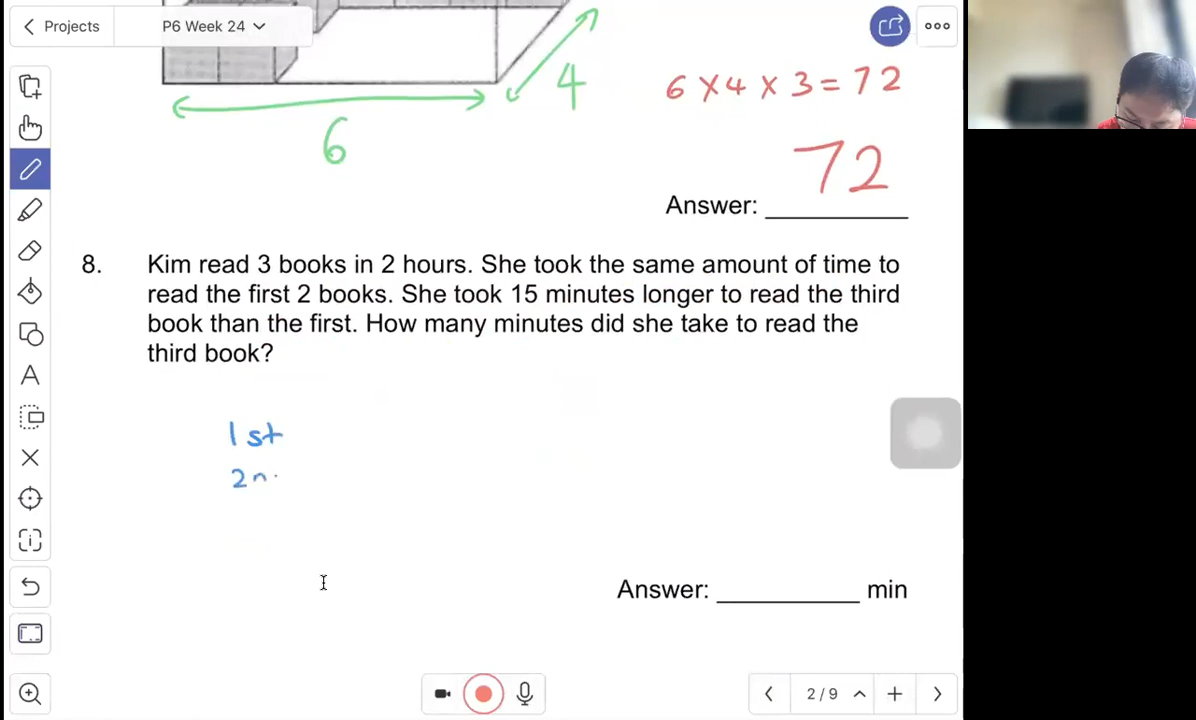 Projects
P6 Week 24
4
6 x 4 x 3 = 72
6
72
Answer: __________
8. Kim read 3 books in 2 hours. She took the same amount of time to
read the first 2 books. She took 15 minutes longer to read the third
book than the first. How many minutes did she take to read the
third book?
1st
2n
Answer: __________ min
2 / 9